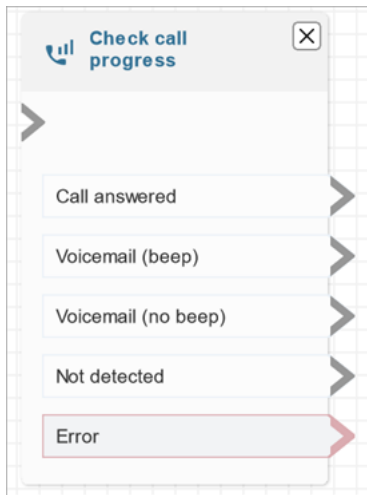 Check call
progress
Call answered
Voicemail (beep)
Voicemail (no beep)
Not detected
Error